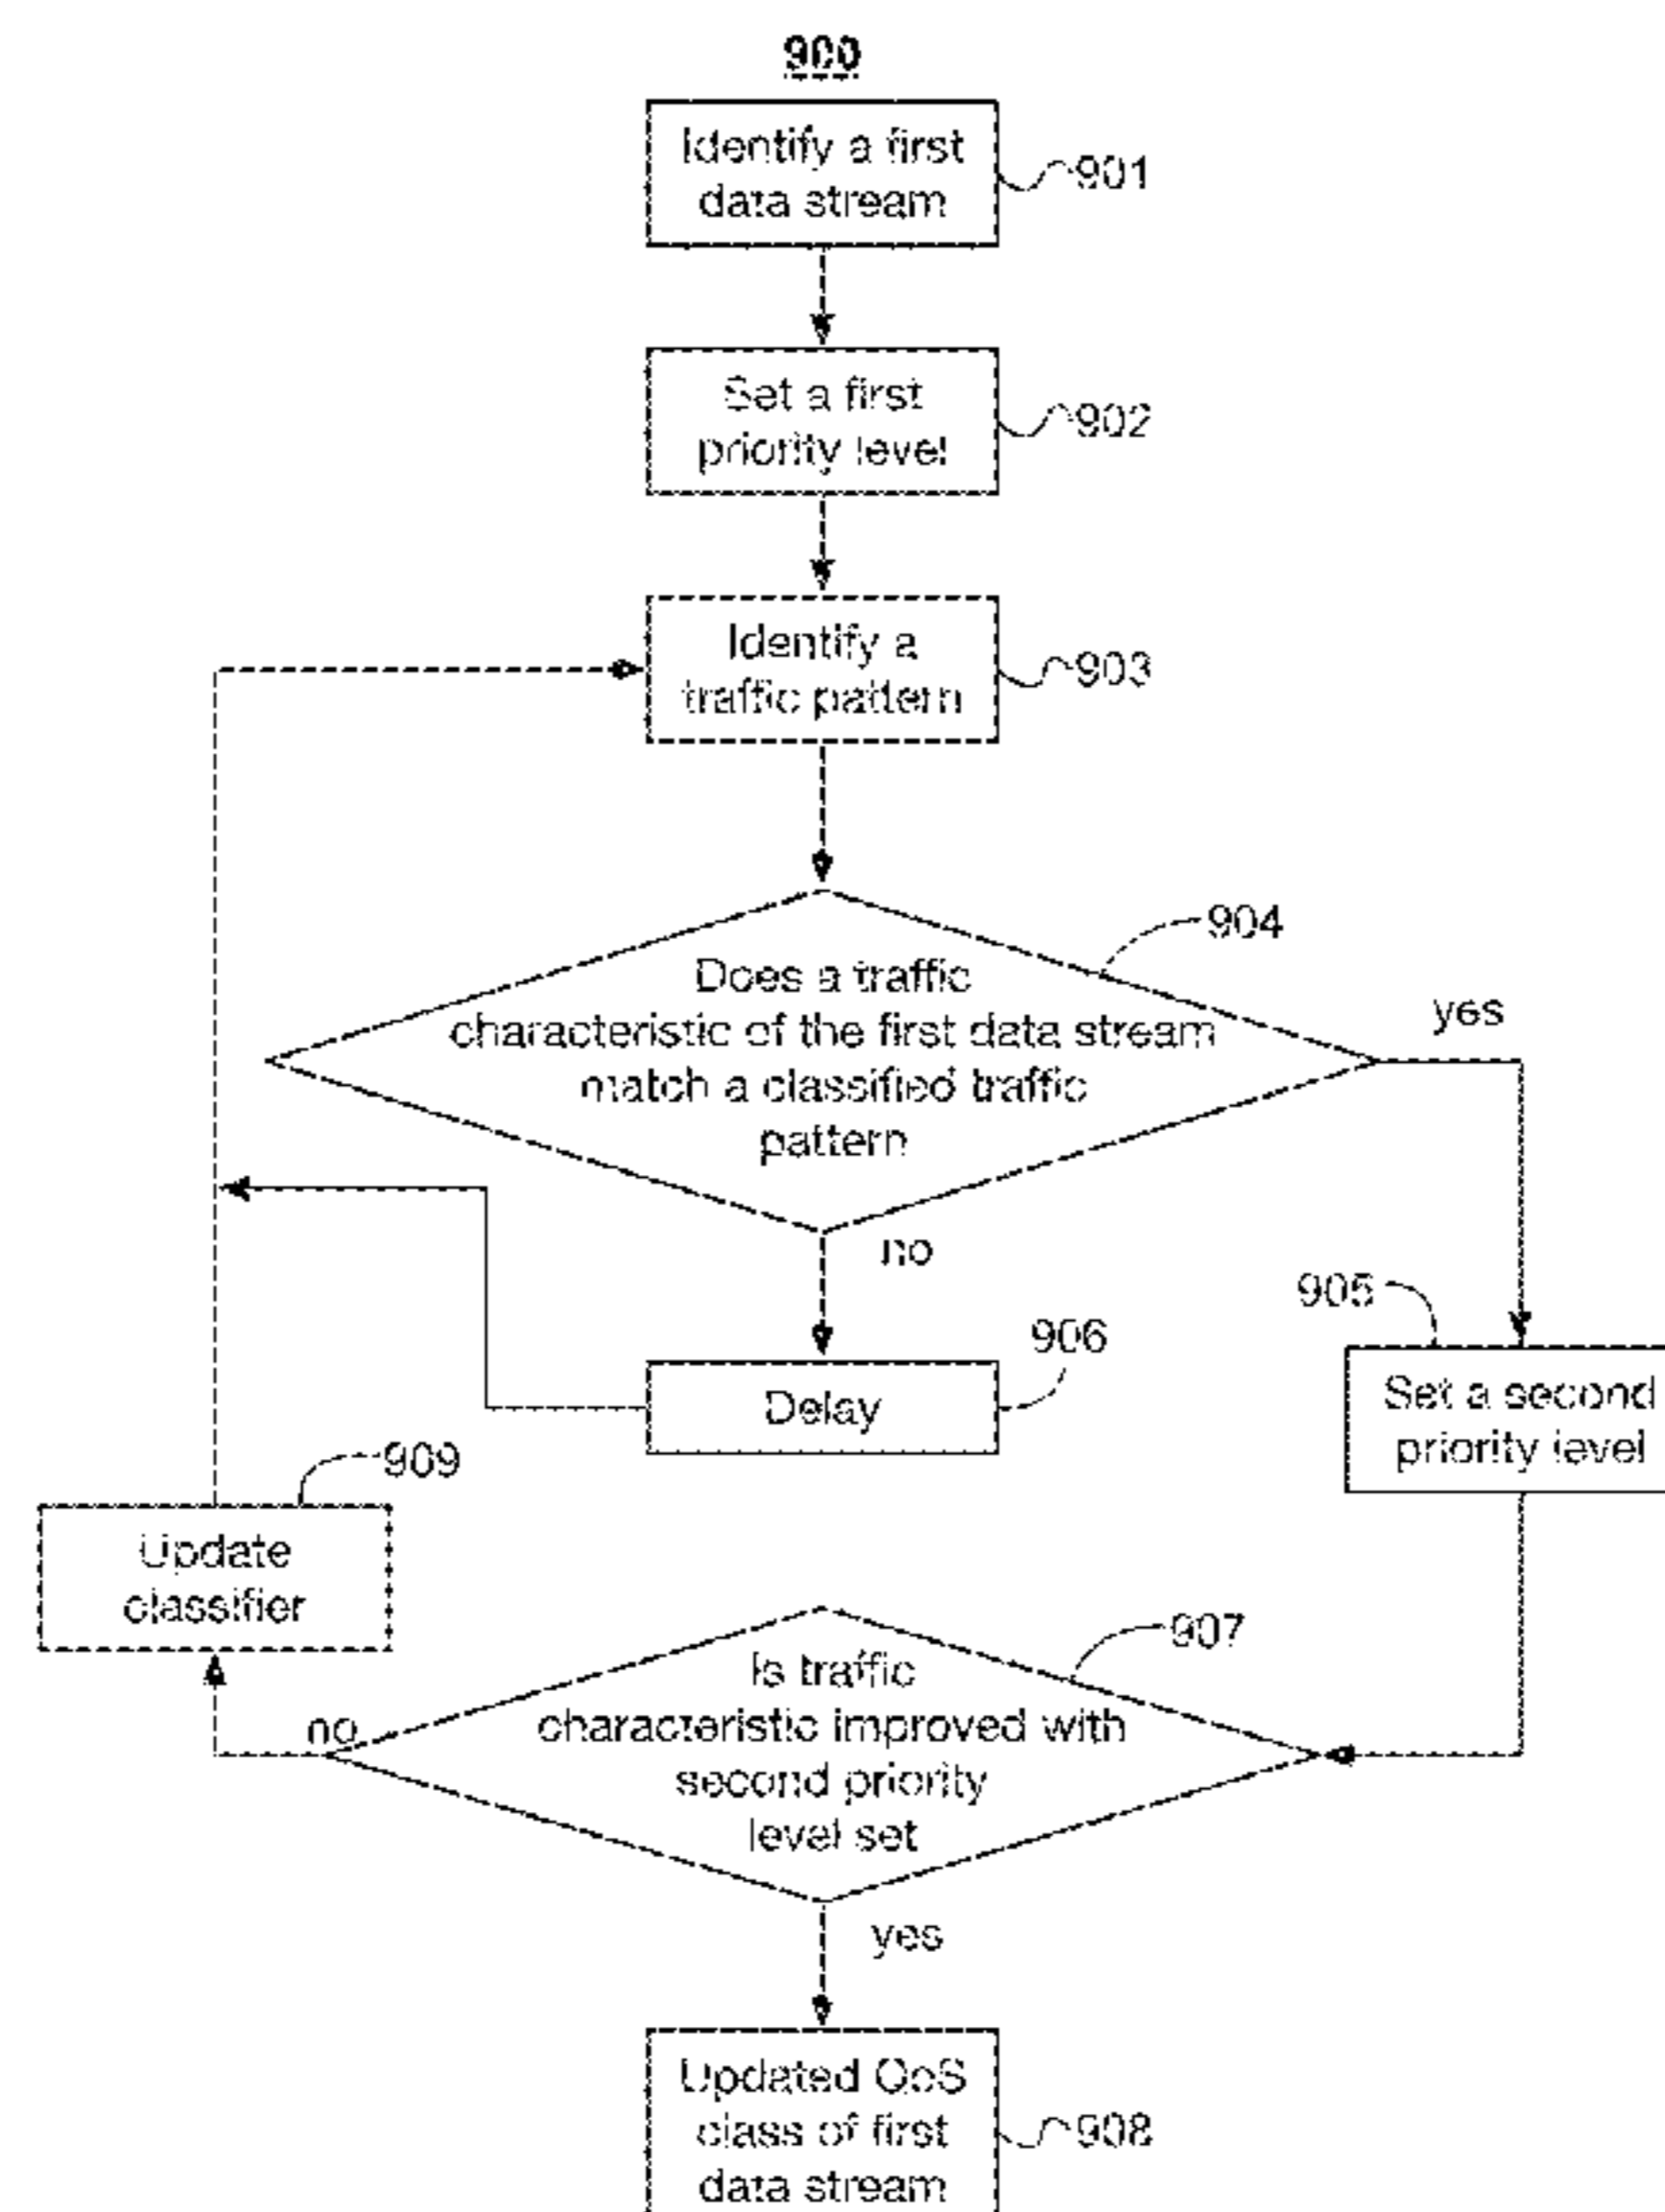 900
Identify a first
data stream
901
Set a first
priority level
902
Identify a
traffic pattern
903
904
Does a traffic
characteristic of the first data stream
match a classified traffic
pattern
yes
no
905
906
Delay
Set a second
priority level
909
Update
classifier
907
Is traffic
characteristic improved with
second priority
level set
no
yes
Updated QoS
class of first
data stream
908